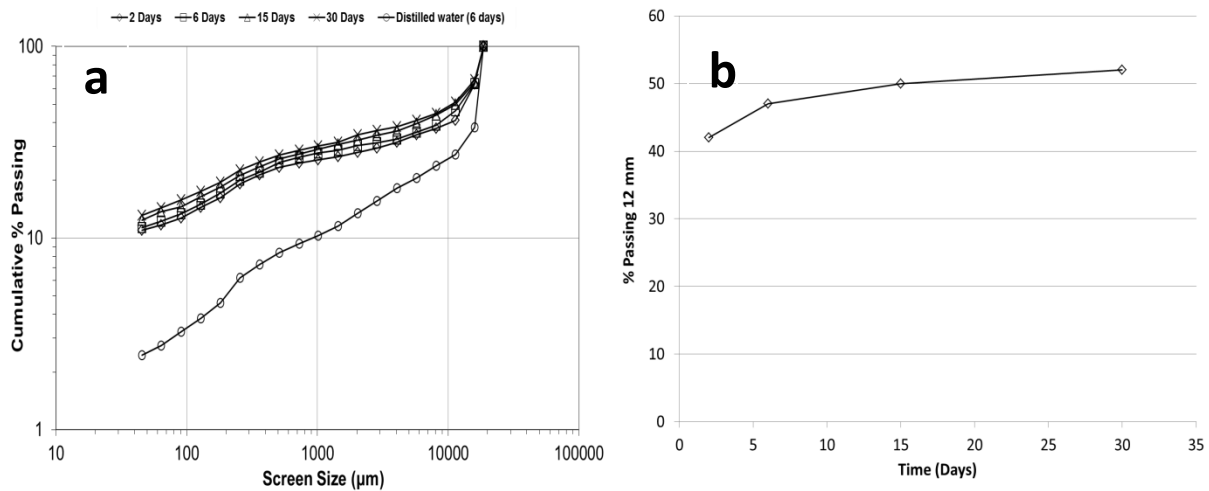 2 Days 6 Days 15 Days 30 Days Distilled water (6 days)
a
100
10
1
Cumulative % Passing
10 100 1000 10000 100000
Screen Size (µm)
b
60
50
40
30
20
10
0
% Passing 12 mm
0 5 10 15 20 25 30 35
Time (Days)